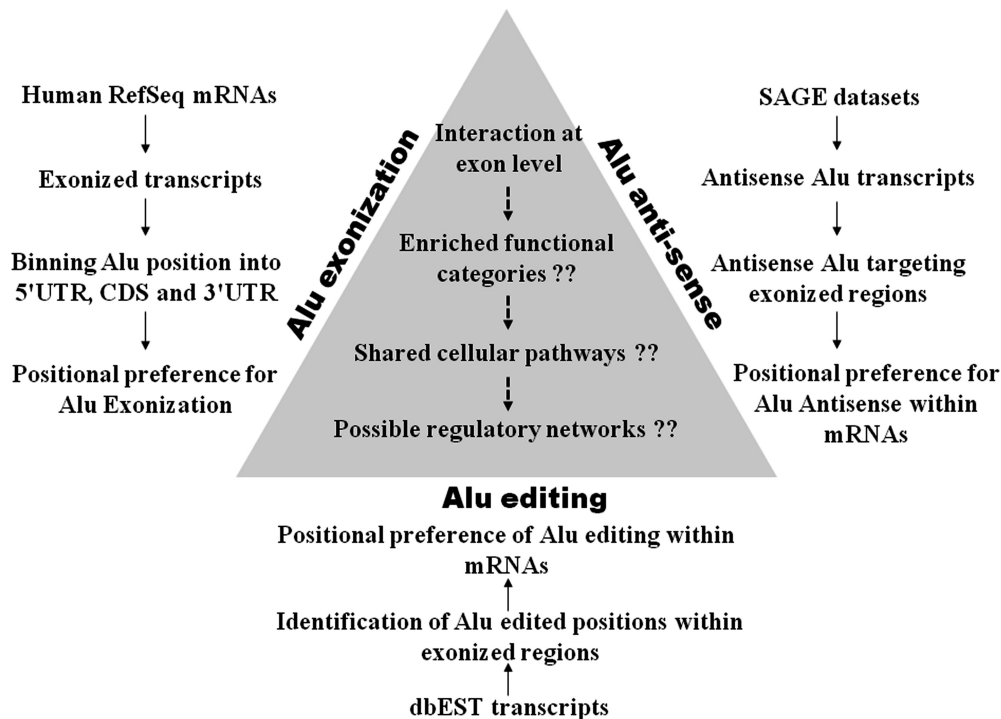 Human RefSeq mRNAs
Exonized transcripts
Binning Alu position into
5'UTR, CDS and 3'UTR
Positional preference for
Alu Exonization
Alu exonization
Interaction at
exon level
Enriched functional
categories ??
Shared cellular pathways ??
Possible regulatory networks ??
Alu anti-sense
SAGE datasets
Antisense Alu transcripts
Antisense Alu targeting
exonized regions
Positional preference for
Alu Antisense within
mRNAs
Alu editing
Positional preference of Alu editing within
mRNAs
Identification of Alu edited positions within
exonized regions
dbEST transcripts